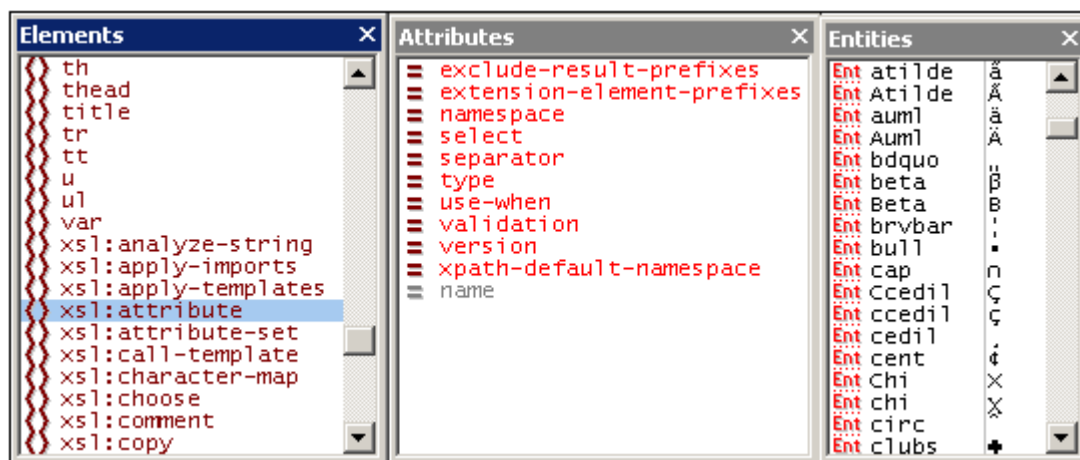 Elements
th
thead
title
tr
tt
u
ul
var
xsl:analyze-string
xsl:apply-imports
xsl:apply-templates
xsl:attribute
xsl:attribute-set
xsl:call-template
xsl:character-map
xsl:choose
xsl:comment
xsl:copy
Attributes
= exclude-result-prefixes
= extension-element-prefixes
= namespace
= select
= separator
= type
= use-when
= validation
= version
= xpath-default-namespace
= name
Entities
Ent atilde ã
Ent Atilde Ã
Ent auml ä
Ent Auml Ä
Ent bdquo „
Ent beta β
Ent Beta Β
Ent brvbar ¦
Ent bull •
Ent cap ∩
Ent Ccedil Ç
Ent ccedil ç
Ent cedil ¸
Ent cent ¢
Ent Chi Χ
Ent chi χ
Ent circ ˆ
Ent clubs ♣